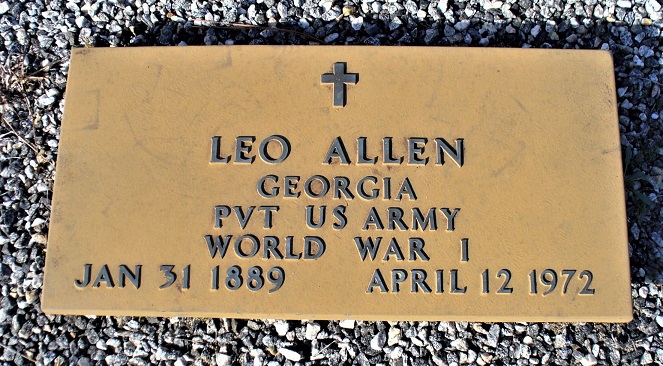 LEO ALLEN
GEORGIA
PVT US ARMY
WORLD WAR I
JAN 31 1889 APRIL 12 1972